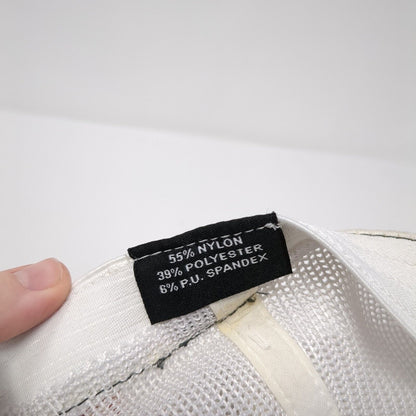 55% NYLON
39% POLYESTER
6% P.U. SPANDEX